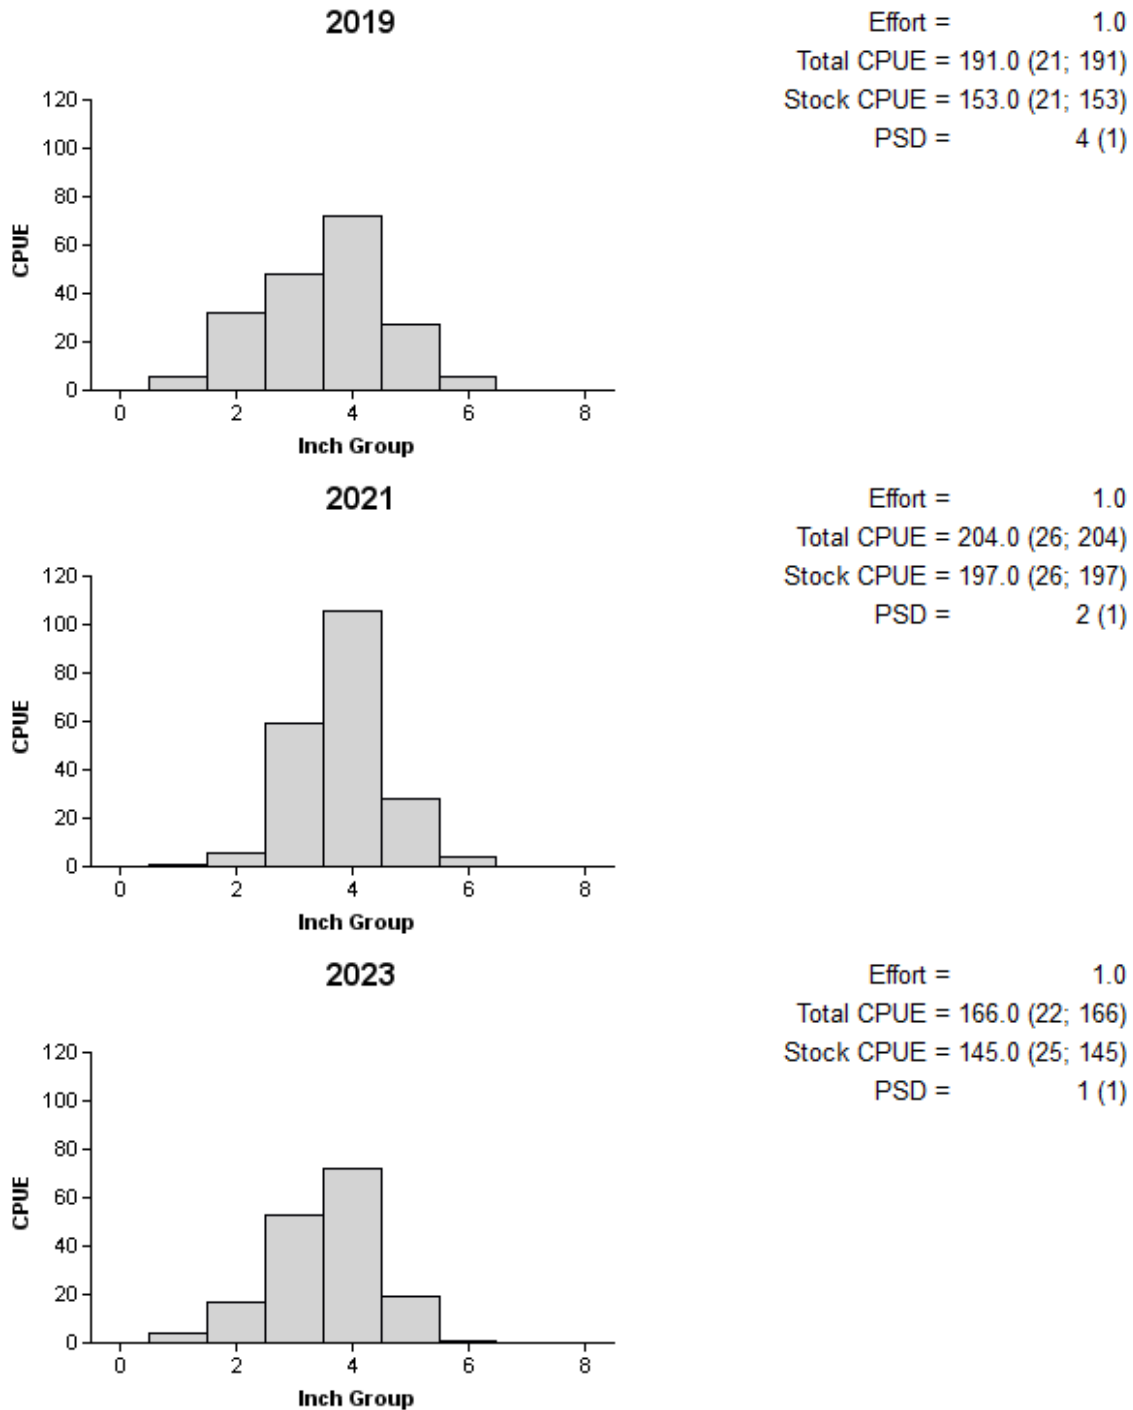 2019
Effort = 1.0
Total CPUE = 191.0 (21; 191)
Stock CPUE = 153.0 (21; 153)
PSD = 4 (1)
120
100
80
60
40
20
0
CPUE
0 2 4 6 8
Inch Group
2021
Effort = 1.0
Total CPUE = 204.0 (26; 204)
Stock CPUE = 197.0 (26; 197)
PSD = 2 (1)
120
100
80
60
40
20
0
CPUE
0 2 4 6 8
Inch Group
2023
Effort = 1.0
Total CPUE = 166.0 (22; 166)
Stock CPUE = 145.0 (25; 145)
PSD = 1 (1)
120
100
80
60
40
20
0
CPUE
0 2 4 6 8
Inch Group